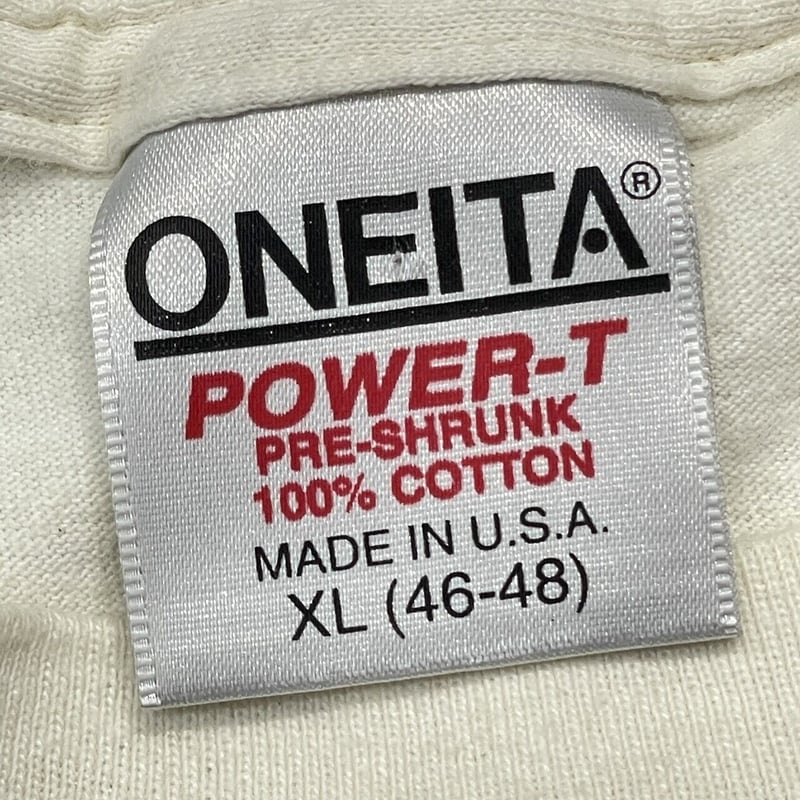 ONEITA®
POWER-T
PRE-SHRUNK
100% COTTON
MADE IN U.S.A.
XL (46-48)